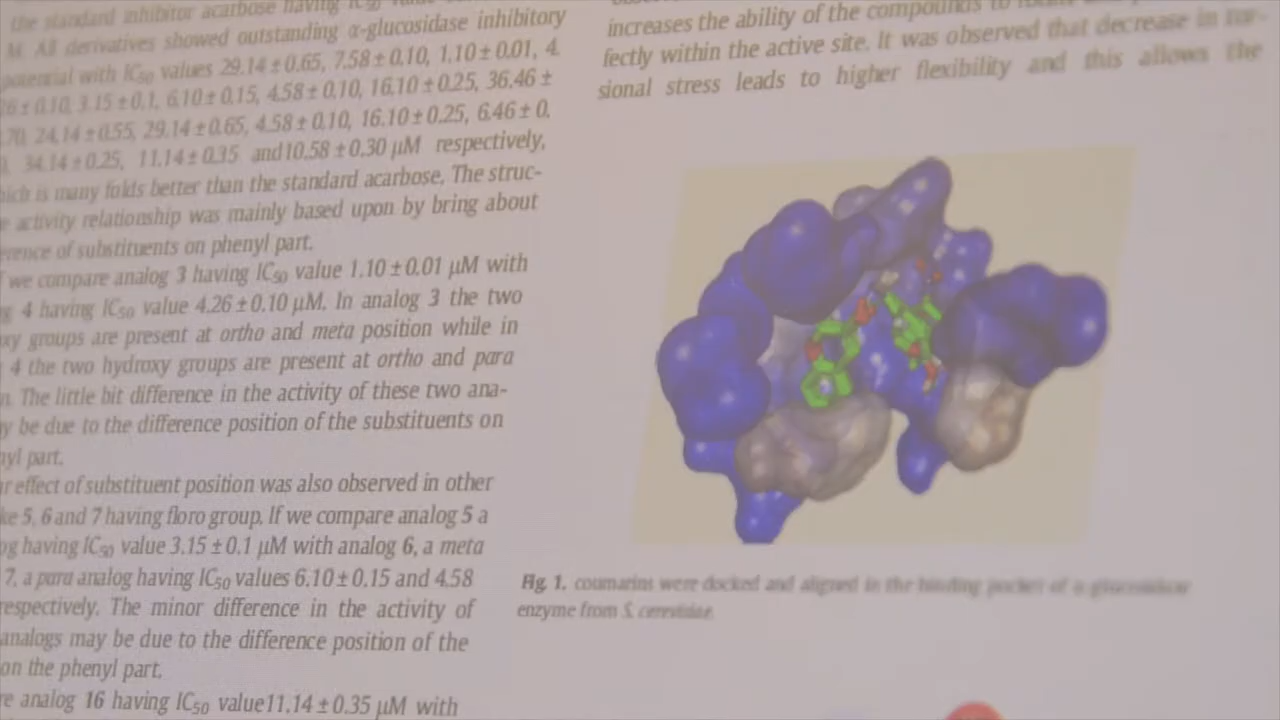 the standard inhibitor acarbose having IC50 value
M. All derivatives showed outstanding α-glucosidase inhibitory
potential with IC50 values 29.14 ± 0.65, 7.58 ± 0.10, 1.10 ± 0.01, 4.
26 ± 0.10, 3.15 ± 0.1, 6.10 ± 0.15, 4.58 ± 0.10, 16.10 ± 0.25, 36.46 ±
.70, 24.14 ± 0.55, 29.14 ± 0.65, 4.58 ± 0.10, 16.10 ± 0.25, 6.46 ± 0.
34.14 ± 0.25, 11.14 ± 0.35 and10.58 ± 0.30 μM respectively,
hich is many folds better than the standard acarbose. The struc-
e activity relationship was mainly based upon by bring about
erence of substituents on phenyl part.
f we compare analog 3 having IC50 value 1.10 ± 0.01 μM with
g 4 having IC50 value 4.26 ± 0.10 μM. In analog 3 the two
xy groups are present at ortho and meta position while in
4 the two hydroxy groups are present at ortho and para
n. The little bit difference in the activity of these two ana-
y be due to the difference position of the substituents on
nyl part.
r effect of substituent position was also observed in other
ke 5, 6 and 7 having floro group. If we compare analog 5 a
og having IC50 value 3.15 ± 0.1 μM with analog 6, a meta
7, a para analog having IC50 values 6.10 ± 0.15 and 4.58
respectively. The minor difference in the activity of
analogs may be due to the difference position of the
on the phenyl part.
re analog 16 having IC50 value11.14 ± 0.35 μM with
increases the ability of the compounds to
fectly within the active site. It was observed that decrease in tor-
sional stress leads to higher flexibility and this allows the
Fig. 1. coumarins were docked and aligned in the binding pocket of α-glucosidase
enzyme from S. cerevisiae.